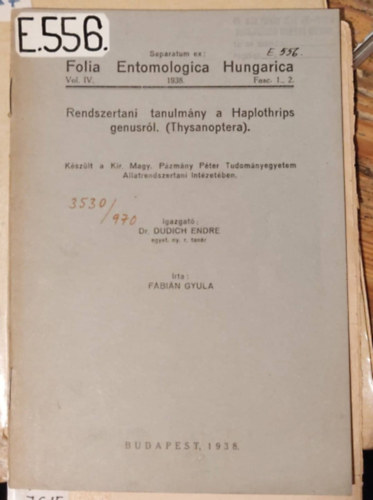 E.556.
Separatum ex:
E. 556.
Folia Entomologica Hungarica
Vol. IV. 1938. Fasc. 1., 2.
Rendszertani tanulmány a Haplothrips
genusról. (Thysanoptera).
Készült a Kir. Magy. Pázmány Péter Tudományegyetem
Állatrendszertani Intézetében.
3530/
970
Igazgató:
Dr. DUDICH ENDRE
egyet. ny. r. tanár
Irta:
FÁBIÁN GYULA
BUDAPEST, 1938.